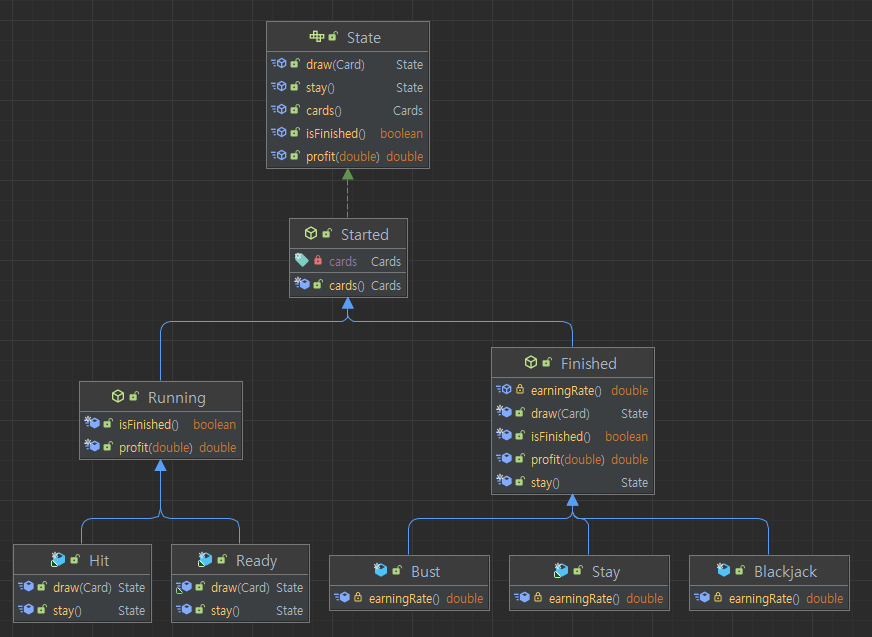 State
draw(Card) State
stay() State
cards() Cards
isFinished() boolean
profit(double) double
Started
cards Cards
cards() Cards
Running
isFinished() boolean
profit(double) double
Finished
earningRate() double
draw(Card) State
isFinished() boolean
profit(double) double
stay() State
Hit
draw(Card) State
stay() State
Ready
draw(Card) State
stay() State
Bust
earningRate() double
Stay
earningRate() double
Blackjack
earningRate() double